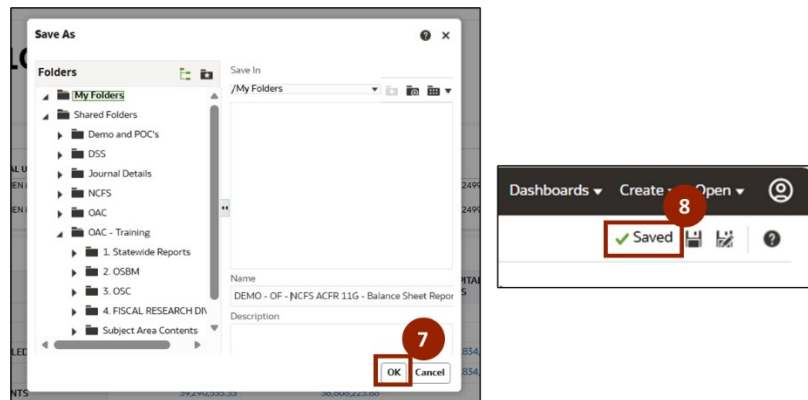 Save As
Folders
My Folders
Shared Folders
Demo and POC's
DSS
Journal Details
NCFS
OAC
OAC - Training
1. Statewide Reports
2. OSBM
3. OSC
4. FISCAL RESEARCH DI
Subject Area Contents
Save In
/My Folders
Name
DEMO - OF - NCFS ACFR 11G - Balance Sheet Repor
Description
7
OK Cancel
Dashboards Create Open
8
Saved